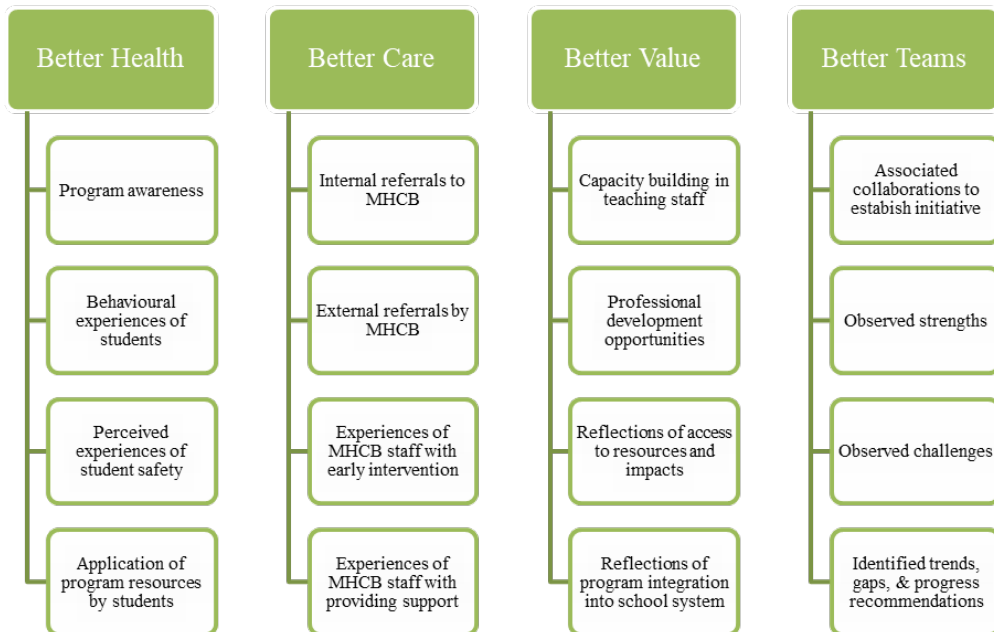 Better Health
Program awareness
Behavioural
experiences of
students
Perceived
experiences of
student safety
Application of
program resources
by students
Better Care
Internal referrals to
MHCB
External referrals by
MHCB
Experiences of
MHCB staff with
early intervention
Experiences of
MHCB staff with
providing support
Better Value
Capacity building in
teaching staff
Professional
development
opportunities
Reflections of access
to resources and
impacts
Reflections of
program integration
into school system
Better Teams
Associated
collaborations to
estabish initiative
Observed strengths
Observed challenges
Identified trends,
gaps, & progress
recommendations